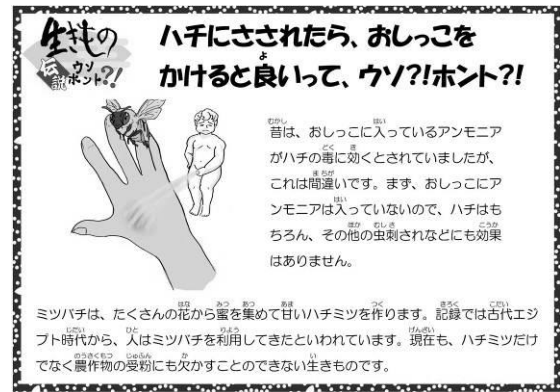 生きもの
伝説
ウソ
ホント?!
ハチにさされたら、おしっこを
かけると良いって、ウソ?!ホント?!
昔は、おしっこに入っているアンモニア
がハチの毒に効くとされていましたが、
これは間違いです。まず、おしっこにア
ンモニアは入っていないので、ハチはも
ちろん、その他の虫刺されなどにも効果
はありません。
ミツバチは、たくさんの花から蜜を集めて甘いハチミツを作ります。記録では古代エジ
プト時代から、人はミツバチを利用してきたといわれています。現在も、ハチミツだけ
でなく農作物の受粉にも欠かすことのできない生きものです。